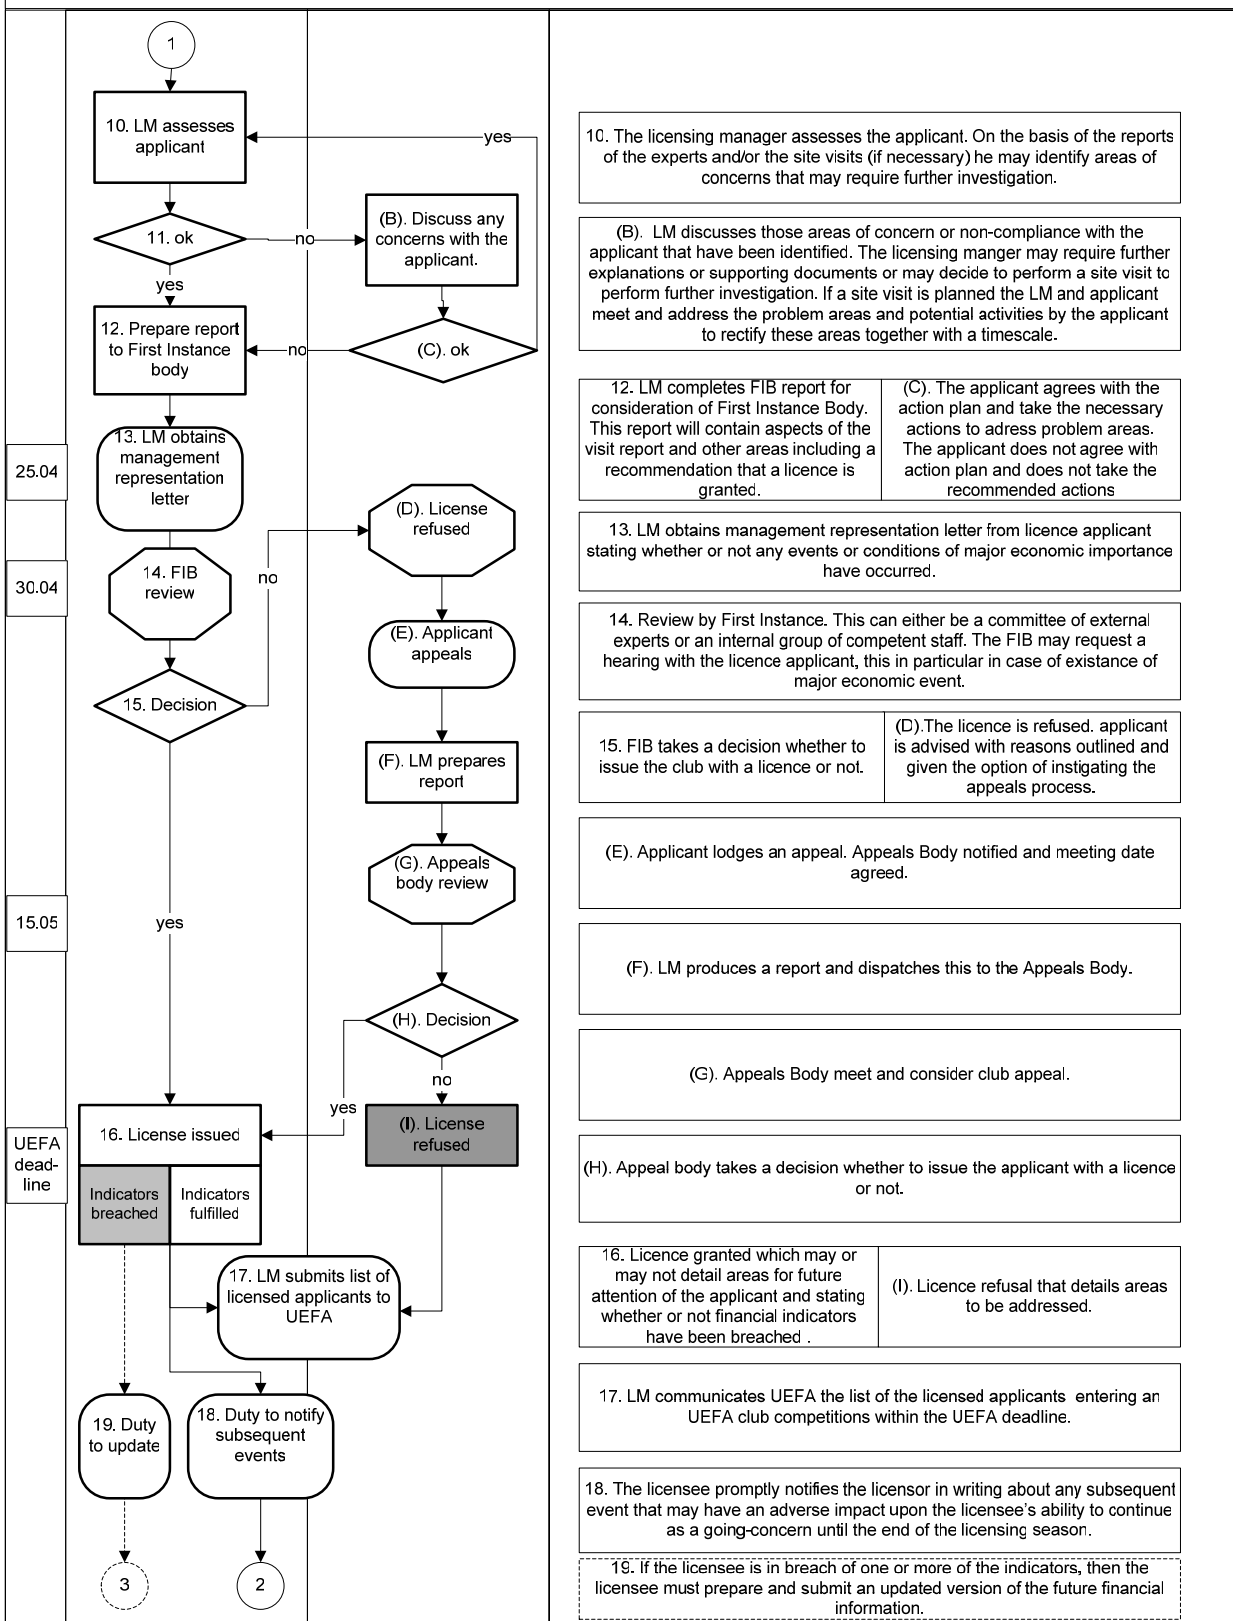 1
10. LM assesses
applicant
yes
11. ok
no
(B). Discuss any
concerns with the
applicant.
yes
12. Prepare report
to First Instance
body
no
(C). ok
25.04
13. LM obtains
management
representation
letter
(D). License
refused
30.04
14. FIB
review
no
(E). Applicant
appeals
15. Decision
(F). LM prepares
report
(G). Appeals
body review
15.05
yes
(H). Decision
no
yes
16. License issued
(I). License
refused
UEFA
dead-
line
Indicators
breached
Indicators
fulfilled
17. LM submits list of
licensed applicants to
UEFA
19. Duty
to update
18. Duty to notify
subsequent
events
3
2
10. The licensing manager assesses the applicant. On the basis of the reports
of the experts and/or the site visits (if necessary) he may identify areas of
concerns that may require further investigation.
(B). LM discusses those areas of concern or non-compliance with the
applicant that have been identified. The licensing manger may require further
explanations or supporting documents or may decide to perform a site visit to
perform further investigation. If a site visit is planned the LM and applicant
meet and address the problem areas and potential activities by the applicant
to rectify these areas together with a timescale.
12. LM completes FIB report for
consideration of First Instance Body.
This report will contain aspects of the
visit report and other areas including a
recommendation that a licence is
granted.
(C). The applicant agrees with the
action plan and take the necessary
actions to adress problem areas.
The applicant does not agree with
action plan and does not take the
recommended actions
13. LM obtains management representation letter from licence applicant
stating whether or not any events or conditions of major economic importance
have occurred.
14. Review by First Instance. This can either be a committee of external
experts or an internal group of competent staff. The FIB may request a
hearing with the licence applicant, this in particular in case of existance of
major economic event.
15. FIB takes a decision whether to
issue the club with a licence or not.
(D).The licence is refused. applicant
is advised with reasons outlined and
given the option of instigating the
appeals process.
(E). Applicant lodges an appeal. Appeals Body notified and meeting date
agreed.
(F). LM produces a report and dispatches this to the Appeals Body.
(G). Appeals Body meet and consider club appeal.
(H). Appeal body takes a decision whether to issue the applicant with a licence
or not.
16. Licence granted which may or
may not detail areas for future
attention of the applicant and stating
whether or not financial indicators
have been breached .
(I). Licence refusal that details areas
to be addressed.
17. LM communicates UEFA the list of the licensed applicants entering an
UEFA club competitions within the UEFA deadline.
18. The licensee promptly notifies the licensor in writing about any subsequent
event that may have an adverse impact upon the licensee's ability to continue
as a going-concern until the end of the licensing season.
19. If the licensee is in breach of one or more of the indicators, then the
licensee must prepare and submit an updated version of the future financial
information.